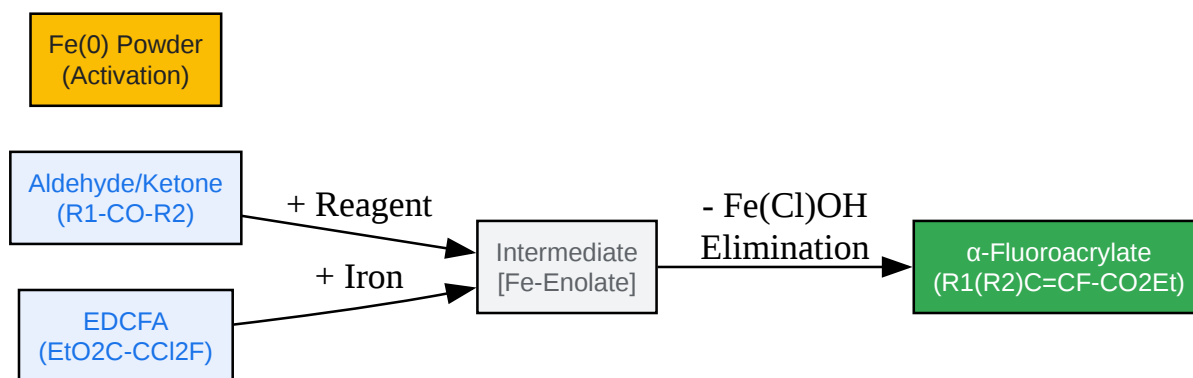 Fe(0) Powder
(Activation)
Aldehyde/Ketone
(R1-CO-R2)
+ Reagent
+ Iron
EDCFA
(EtO2C-CCl2F)
Intermediate
[Fe-Enolate]
- Fe(Cl)OH
Elimination
α-Fluoroacrylate
(R1(R2)C=CF-CO2Et)